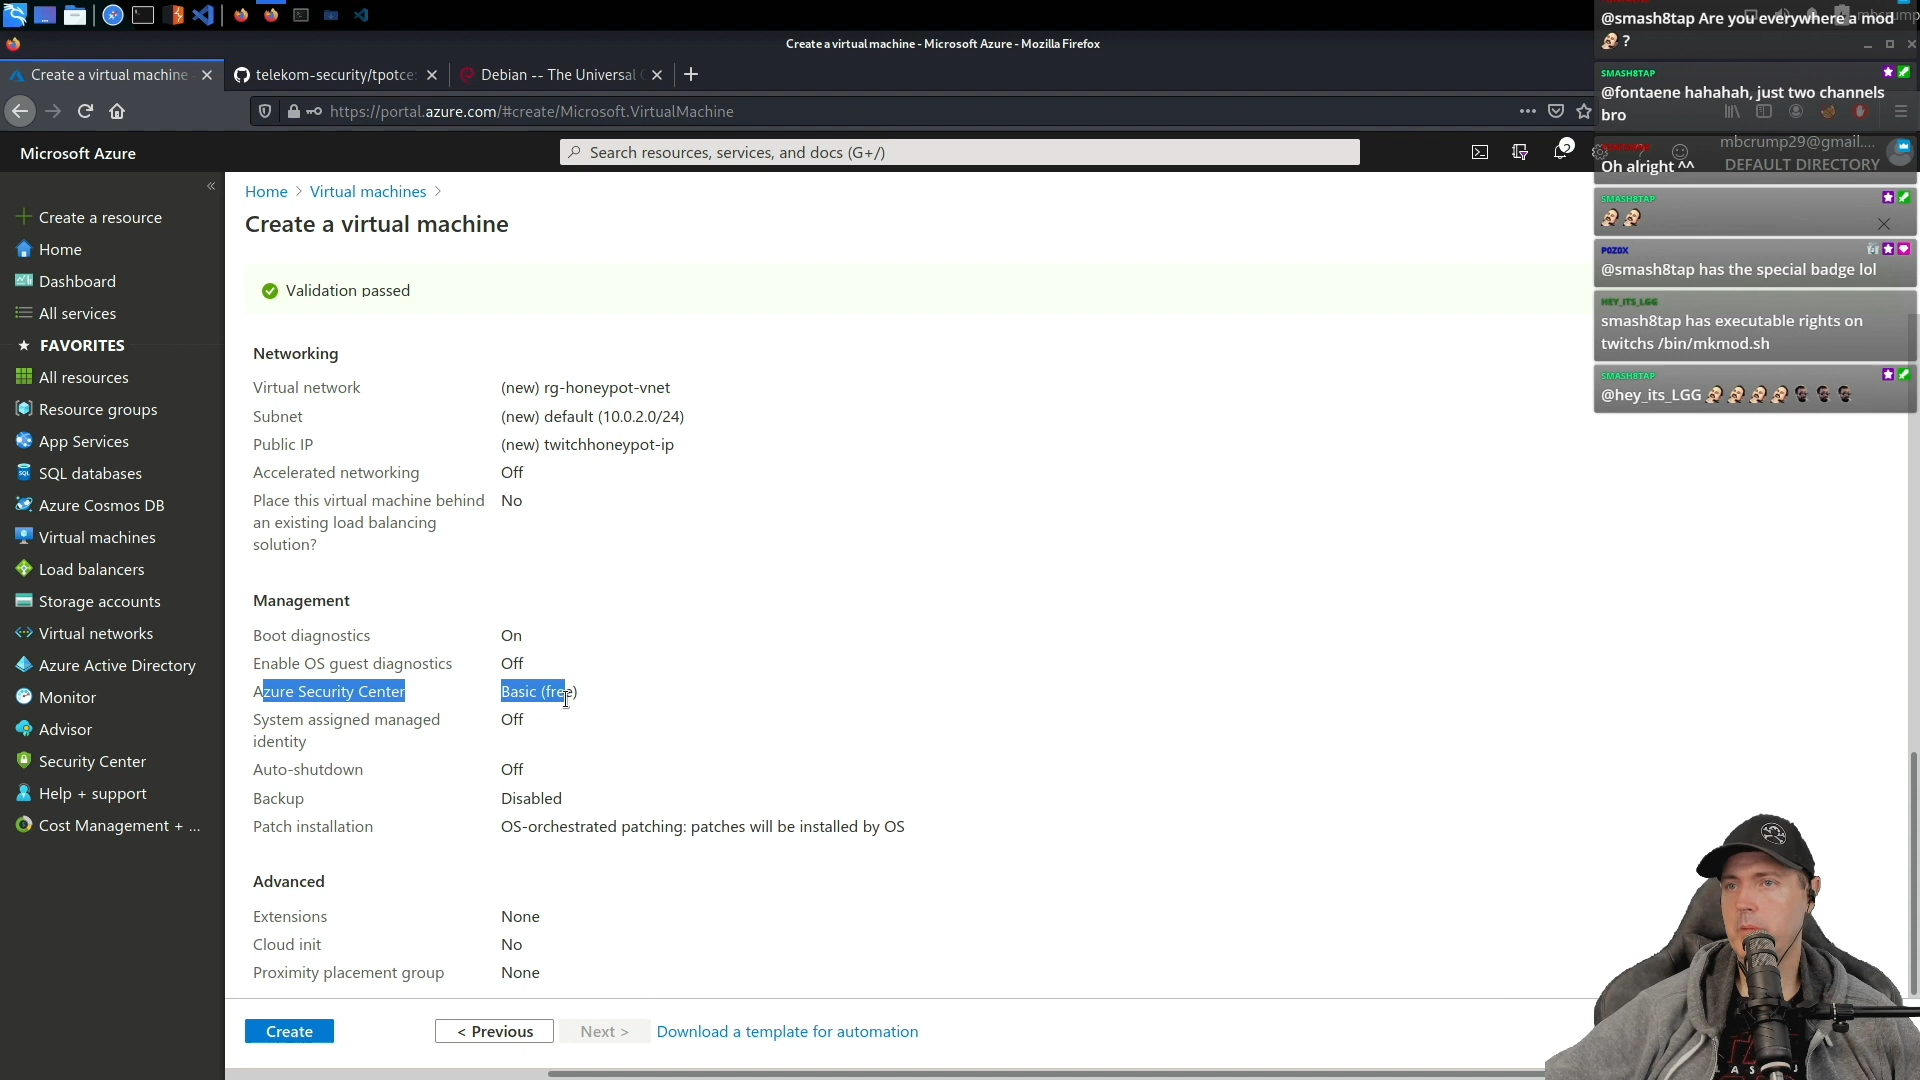 Create a virtual machine - Microsoft Azure - Mozilla Firefox
Create a virtual machine -
telekom-security/tpotce:
Debian -- The Universal
https://portal.azure.com/#create/Microsoft.VirtualMachine
Microsoft Azure
Search resources, services, and docs (G+/)
2
mbcrump29@gmail....
DEFAULT DIRECTORY
Create a resource
Home
Dashboard
All services
FAVORITES
All resources
Resource groups
App Services
SQL databases
Azure Cosmos DB
Virtual machines
Load balancers
Storage accounts
Virtual networks
Azure Active Directory
Monitor
Advisor
Security Center
Help + support
Cost Management + ...
Home > Virtual machines >
Create a virtual machine
Validation passed
Networking
Virtual network (new) rg-honeypot-vnet
Subnet (new) default (10.0.2.0/24)
Public IP (new) twitchhoneypot-ip
Accelerated networking Off
Place this virtual machine behind No
an existing load balancing
solution?
Management
Boot diagnostics On
Enable OS guest diagnostics Off
Azure Security Center Basic (free)
System assigned managed Off
identity
Auto-shutdown Off
Backup Disabled
Patch installation OS-orchestrated patching: patches will be installed by OS
Advanced
Extensions None
Cloud init No
Proximity placement group None
Create
< Previous
Next >
Download a template for automation
@smash8tap Are you everywhere a mod
?
SMASH8TAP
@fontaene hahahah, just two channels
bro
Oh alright ^^
SMASH8TAP
POZOX
@smash8tap has the special badge lol
HEY_ITS_LGG
smash8tap has executable rights on
twitchs /bin/mkmod.sh
SMASH8TAP
@hey_its_LGG